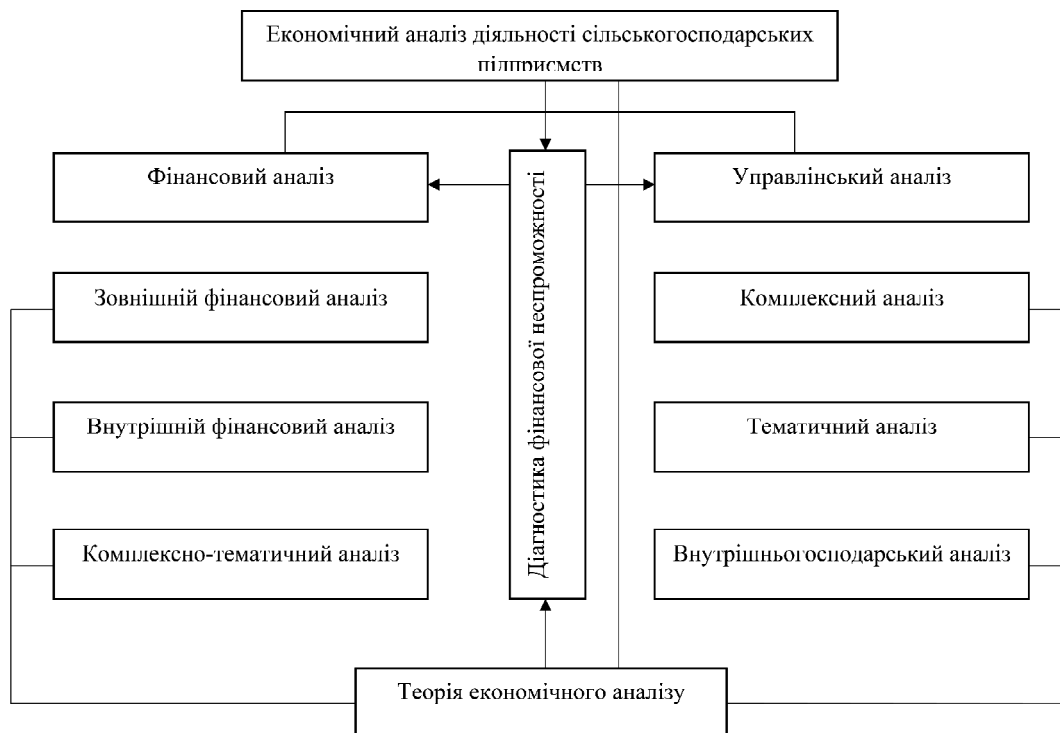 Економічний аналіз діяльності сільськогосподарських
підприємств
Фінансовий аналіз
Управлінський аналіз
Діагностика фінансової неспроможності
Зовнішній фінансовий аналіз
Комплексний аналіз
Внутрішній фінансовий аналіз
Тематичний аналіз
Комплексно-тематичний аналіз
Внутрішньогосподарський аналіз
Теорія економічного аналізу